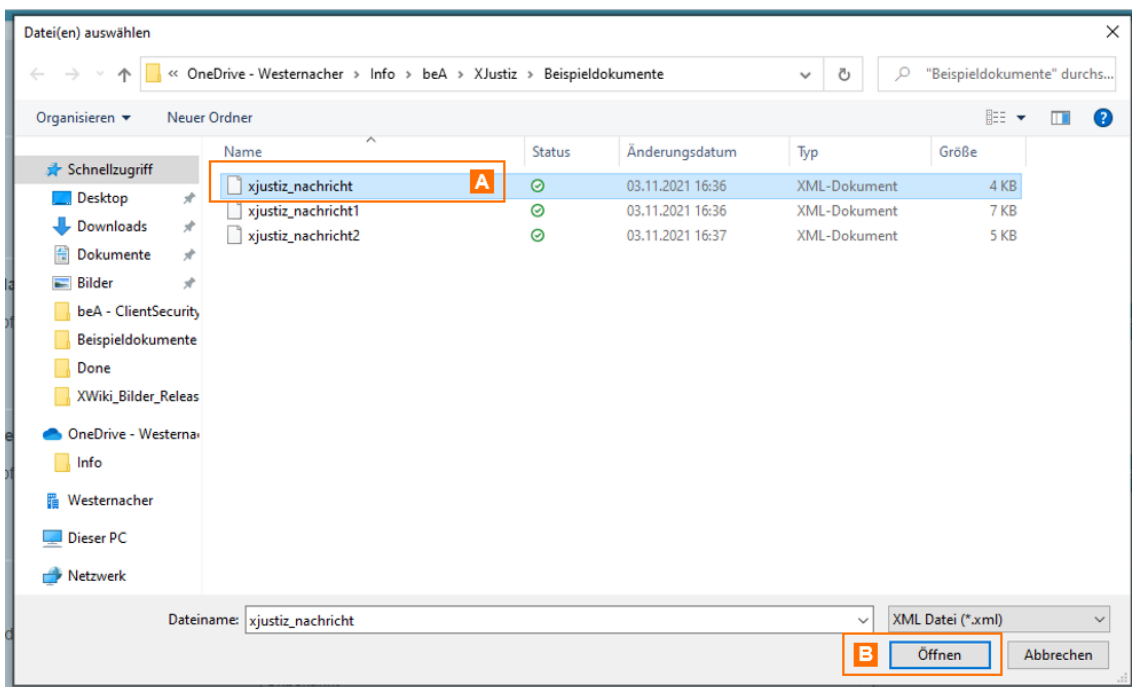 Datei(en) auswählen
« OneDrive - Westernacher › Info › beA › XJustiz › Beispieldokumente
"Beispieldokumente" durchs...
Organisieren
Neuer Ordner
Name Status Änderungsdatum Typ Größe
xjustiz_nachricht A 03.11.2021 16:36 XML-Dokument 4 KB
xjustiz_nachricht1 03.11.2021 16:36 XML-Dokument 7 KB
xjustiz_nachricht2 03.11.2021 16:37 XML-Dokument 5 KB
Schnellzugriff
Desktop
Downloads
Dokumente
Bilder
beA - ClientSecurity
Beispieldokumente
Done
XWiki_Bilder_Releas
OneDrive - Westerna
Info
Westernacher
Dieser PC
Netzwerk
Dateiname: xjustiz_nachricht XML Datei (*.xml)
B Öffnen Abbrechen